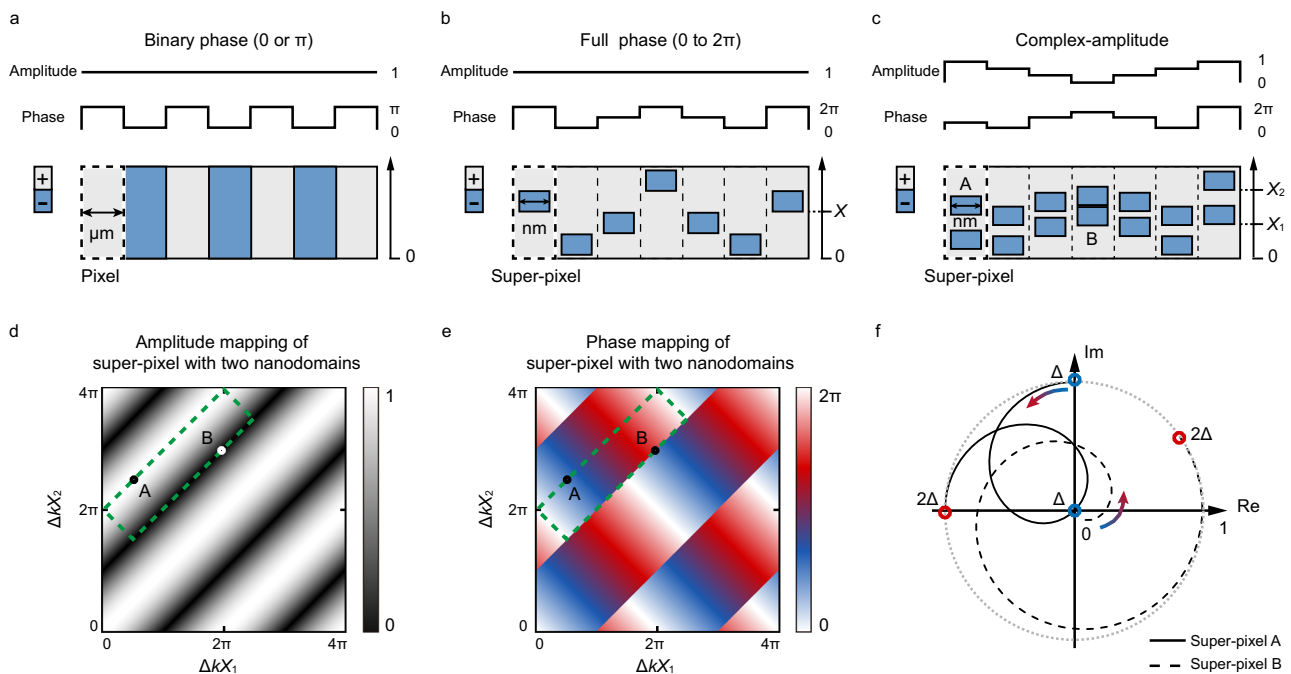 a
Binary phase (0 or π)
Amplitude
1
Phase
π
0
+
-
μm
0
Pixel
b
Full phase (0 to 2π)
Amplitude
1
Phase
2π
0
+
-
nm
X
0
Super-pixel
c
Complex-amplitude
Amplitude
1
0
Phase
2π
0
+
-
A
nm
B
X₂
X₁
0
Super-pixel
d
Amplitude mapping of
super-pixel with two nanodomains
4π
2π
0
ΔkX₂
A
B
0
2π
4π
ΔkX₁
1
0
e
Phase mapping of
super-pixel with two nanodomains
4π
2π
0
ΔkX₂
A
B
0
2π
4π
ΔkX₁
2π
0
f
Im
Δ
2Δ
2Δ
Δ
Re
0
1
Super-pixel A
Super-pixel B